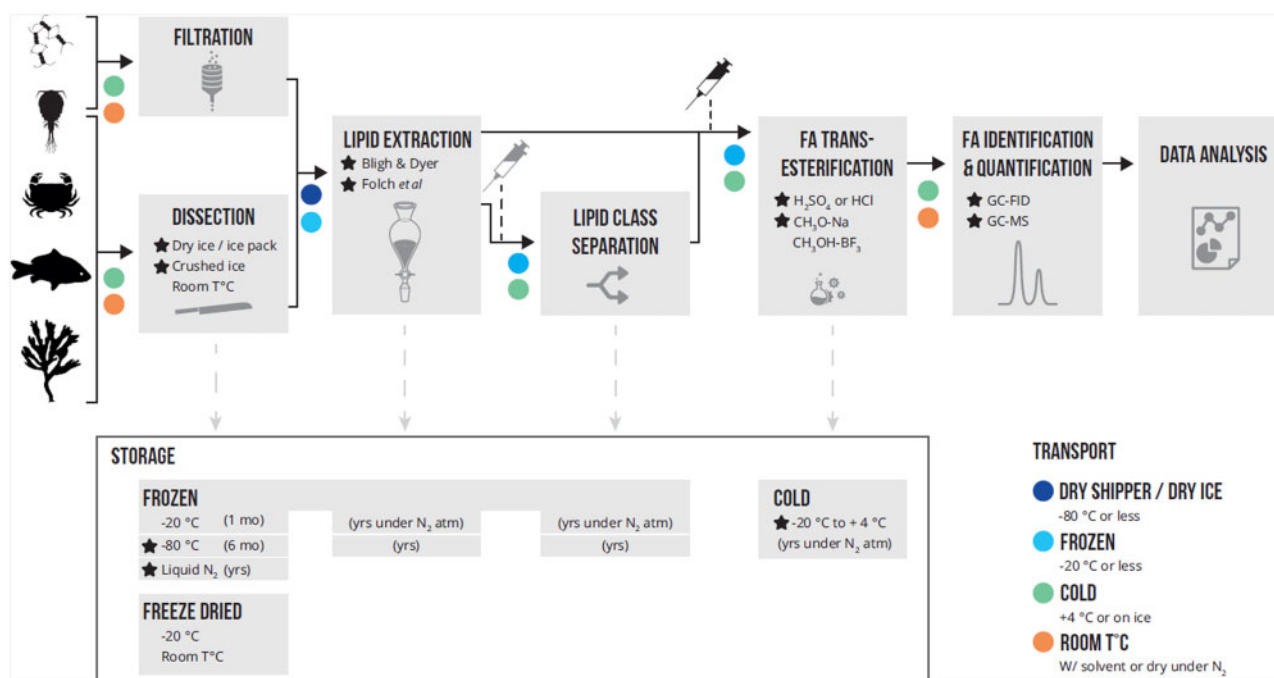 FILTRATION
DISSECTION
★ Dry ice / ice pack
★ Crushed ice
Room T°C
LIPID EXTRACTION
★ Bligh & Dyer
★ Folch et al
LIPID CLASS
SEPARATION
FA TRANS-
ESTERIFICATION
★ H₂SO₄ or HCl
★ CH₃O-Na
CH₃OH-BF₃
FA IDENTIFICATION
& QUANTIFICATION
★ GC-FID
★ GC-MS
DATA ANALYSIS
STORAGE
FROZEN
-20 °C (1 mo) (yrs under N₂ atm) (yrs under N₂ atm)
★ -80 °C (6 mo) (yrs) (yrs)
★ Liquid N₂ (yrs)
FREEZE DRIED
-20 °C
Room T°C
COLD
★ -20 °C to + 4 °C
(yrs under N₂ atm)
TRANSPORT
DRY SHIPPER / DRY ICE
-80 °C or less
FROZEN
-20 °C or less
COLD
+4 °C or on ice
ROOM T°C
W/ solvent or dry under N₂